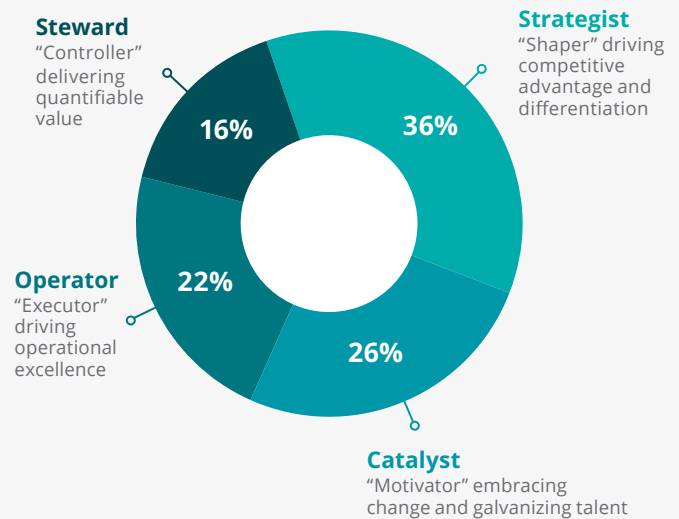 Steward
“Controller”
delivering
quantifiable
value
16%
Strategist
“Shaper” driving
competitive
advantage and
differentiation
36%
Operator
“Executor”
driving
operational
excellence
22%
26%
Catalyst
“Motivator” embracing
change and galvanizing talent